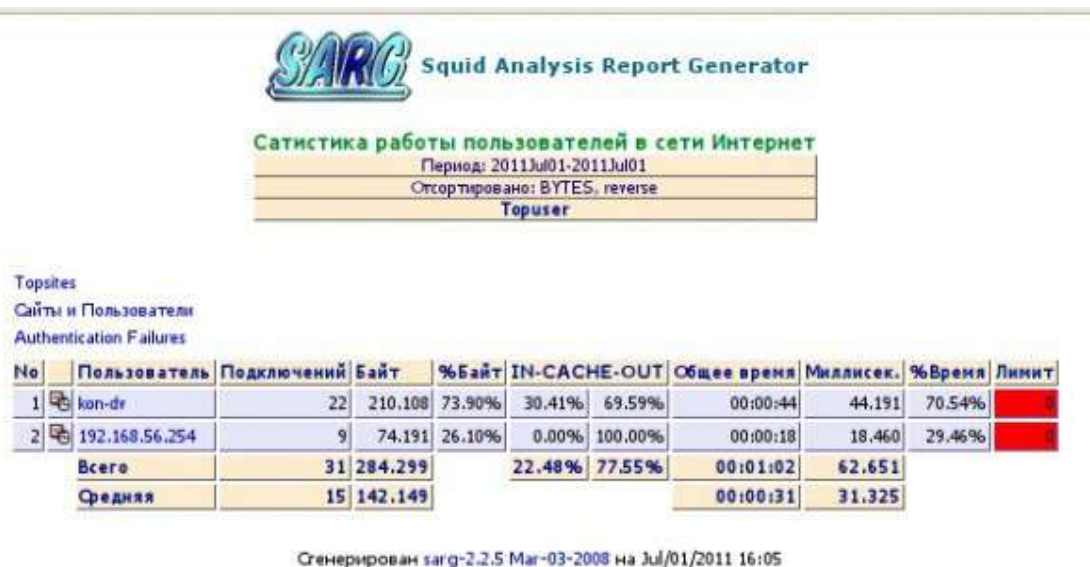 SARG Squid Analysis Report Generator
Сатистика работы пользователей в сети Интернет
Период: 2011Jul01-2011Jul01
Отсортировано: BYTES, reverse
Topuser
Topsites
Сайты и Пользователи
Authentication Failures
No Пользователь Подключений Байт %Байт IN-CACHE-OUT Общее время Миллисек. %Время Лимит
1 kon-dr 22 210.108 73.90% 30.41% 69.59% 00:00:44 44.191 70.54% 0
2 192.168.56.254 9 74.191 26.10% 0.00% 100.00% 00:00:18 18.460 29.46% 0
Всего 31 284.299 22.48% 77.55% 00:01:02 62.651
Средняя 15 142.149 00:00:31 31.325
Сгенерирован sarg-2.2.5 Mar-03-2008 на Jul/01/2011 16:05